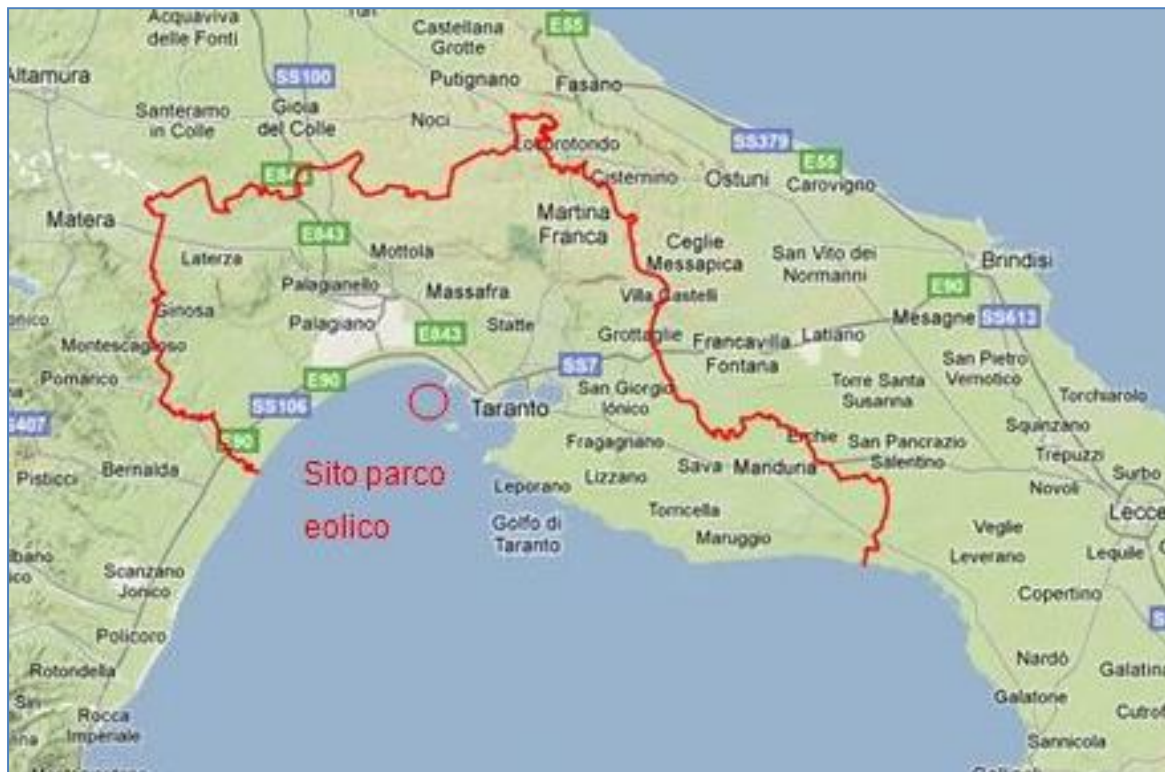 Acquaviva
delle Fonti
E55
Castellana
Grotte
Altamura
SS100
Putignano
Fasano
Santeramo
in Colle
Gioia
del Colle
Noci
Locorotondo
SS379
E55
E843
Cisternino
Ostuni
Carovigno
Matera
E843
Martina
Franca
Laterza
Mottola
Ceglie
Messapica
San Vito dei
Normanni
Brindisi
Palagianello
Massafra
Villa Castelli
E90
Ginosa
Palagiano
E843
Statte
Grottaglie
Francavilla
Fontana
Latiano
Mesagne
SS613
Montescaglioso
Pomarico
E90
SS7
San Pietro
Vernotico
SS106
Taranto
San Giorgio
Iónico
Torre Santa
Susanna
Torchiarolo
SS407
E90
Fragagnano
Erchie
San Pancrazio
Salentino
Squinzano
Trepuzzi
Pisticci
Bernalda
Sito parco
eolico
Leporano
Lizzano
Sava
Manduria
Novoli
Surbo
Lecce
Golfo di
Taranto
Torricella
Maruggio
Veglie
Leverano
Lequile
Scanzano
Jonico
Copertino
Policoro
Rotondella
Nardò
Galatina
Galatone
Rocca
Imperiale
Sannicola